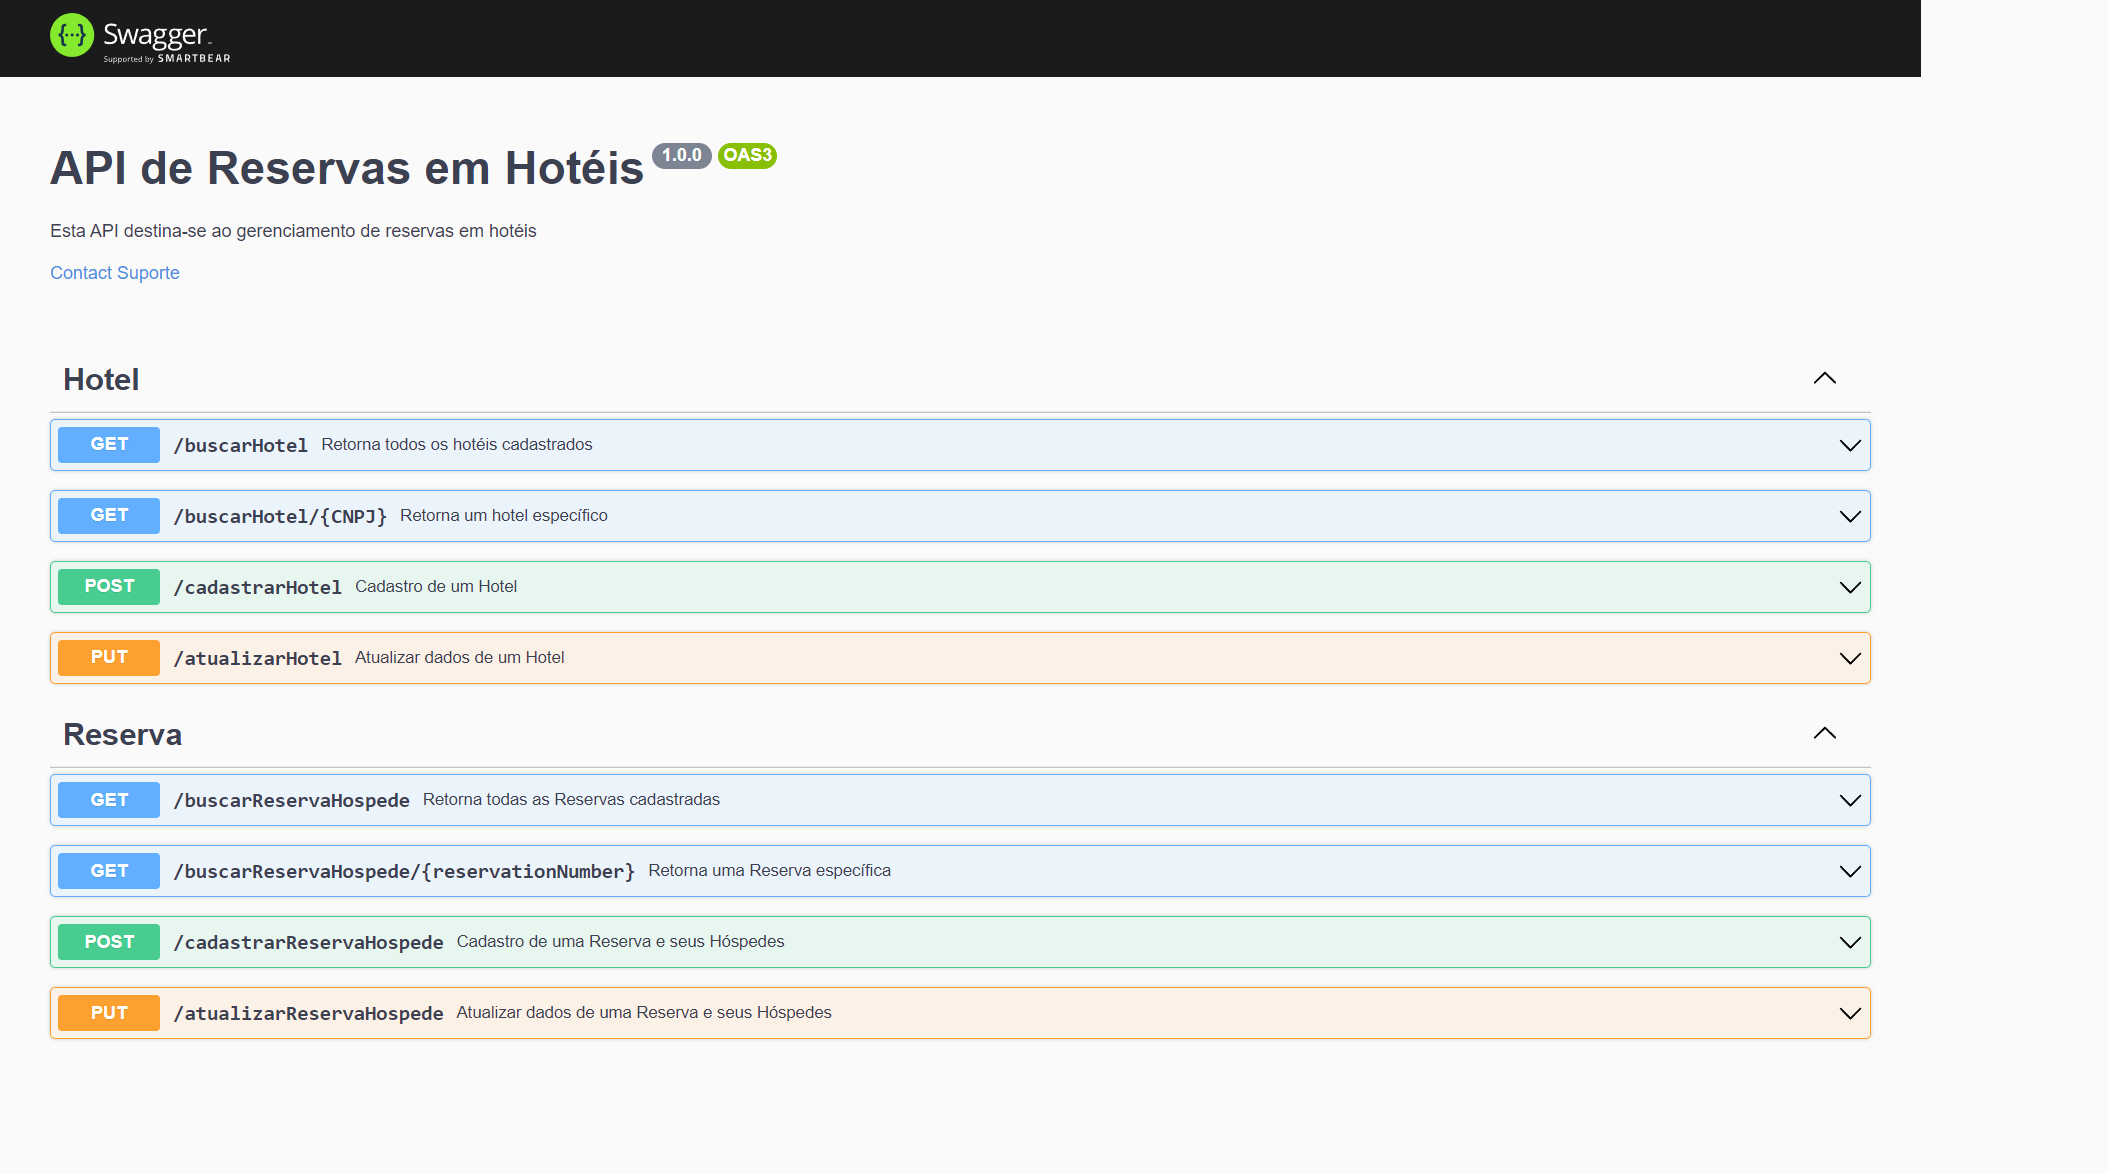 {···} Swagger
Supported by SMARTBEAR
API de Reservas em Hotéis 1.0.0 OAS3
Esta API destina-se ao gerenciamento de reservas em hotéis
Contact Suporte
Hotel
GET /buscarHotel Retorna todos os hotéis cadastrados
GET /buscarHotel/{CNPJ} Retorna um hotel específico
POST /cadastrarHotel Cadastro de um Hotel
PUT /atualizarHotel Atualizar dados de um Hotel
Reserva
GET /buscarReservaHospede Retorna todas as Reservas cadastradas
GET /buscarReservaHospede/{reservationNumber} Retorna uma Reserva específica
POST /cadastrarReservaHospede Cadastro de uma Reserva e seus Hóspedes
PUT /atualizarReservaHospede Atualizar dados de uma Reserva e seus Hóspedes